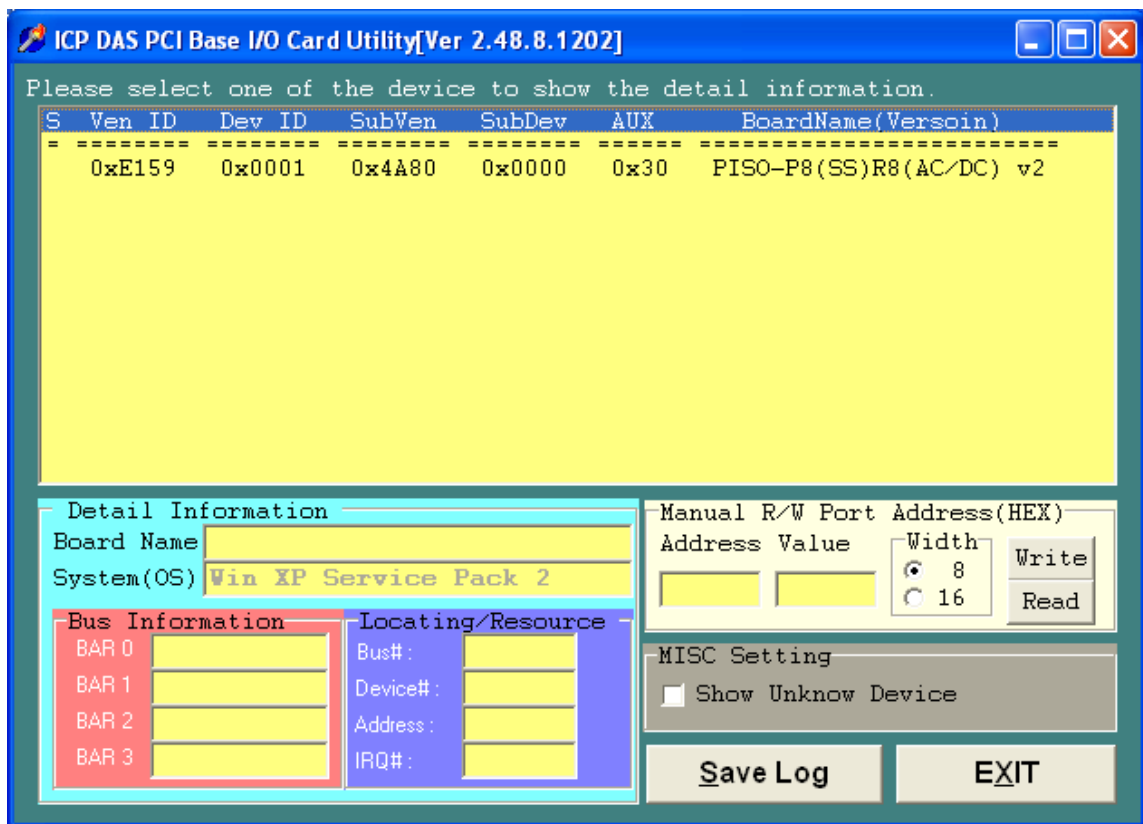 ICP DAS PCI Base I/O Card Utility[Ver 2.48.8.1202]
Please select one of the device to show the detail information.
S Ven ID Dev ID SubVen SubDev AUX BoardName(Versoin)
= ======== ======== ======== ======== ====== ==========================
0xE159 0x0001 0x4A80 0x0000 0x30 PISO-P8(SS)R8(AC/DC) v2
Detail Information
Board Name
System(OS) Win XP Service Pack 2
Bus Information
BAR 0
BAR 1
BAR 2
BAR 3
Locating/Resource
Bus# :
Device# :
Address :
IRQ# :
Manual R/W Port Address(HEX)
Address Value Width
8
16
Write
Read
MISC Setting
Show Unknow Device
Save Log
EXIT